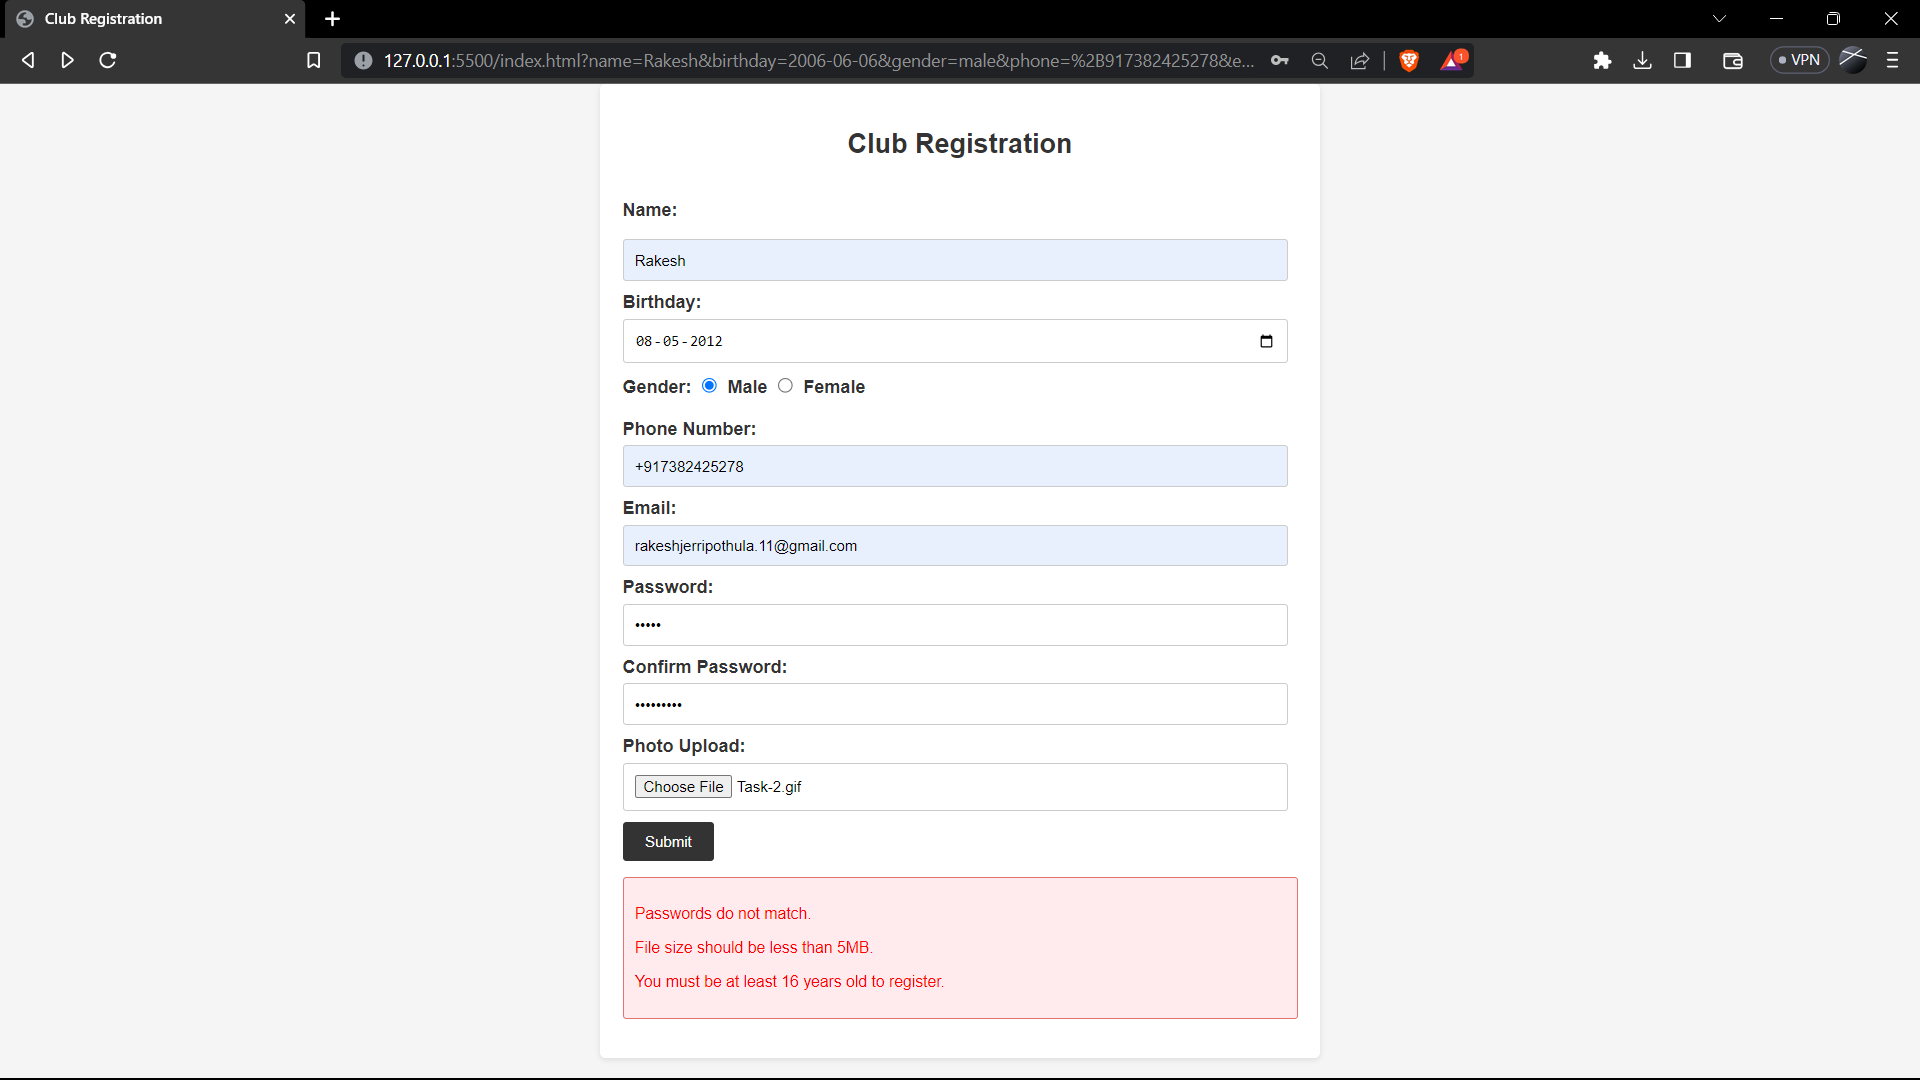 Club Registration
127.0.0.1:5500/index.html?name=Rakesh&birthday=2006-06-06&gender=male&phone=%2B917382425278&e...
1
VPN
Club Registration
Name:
Rakesh
Birthday:
08-05-2012
Gender: Male Female
Phone Number:
+917382425278
Email:
rakeshjerripothula.11@gmail.com
Password:
•••••
Confirm Password:
•••••••••
Photo Upload:
Choose File Task-2.gif
Submit
Passwords do not match.
File size should be less than 5MB.
You must be at least 16 years old to register.